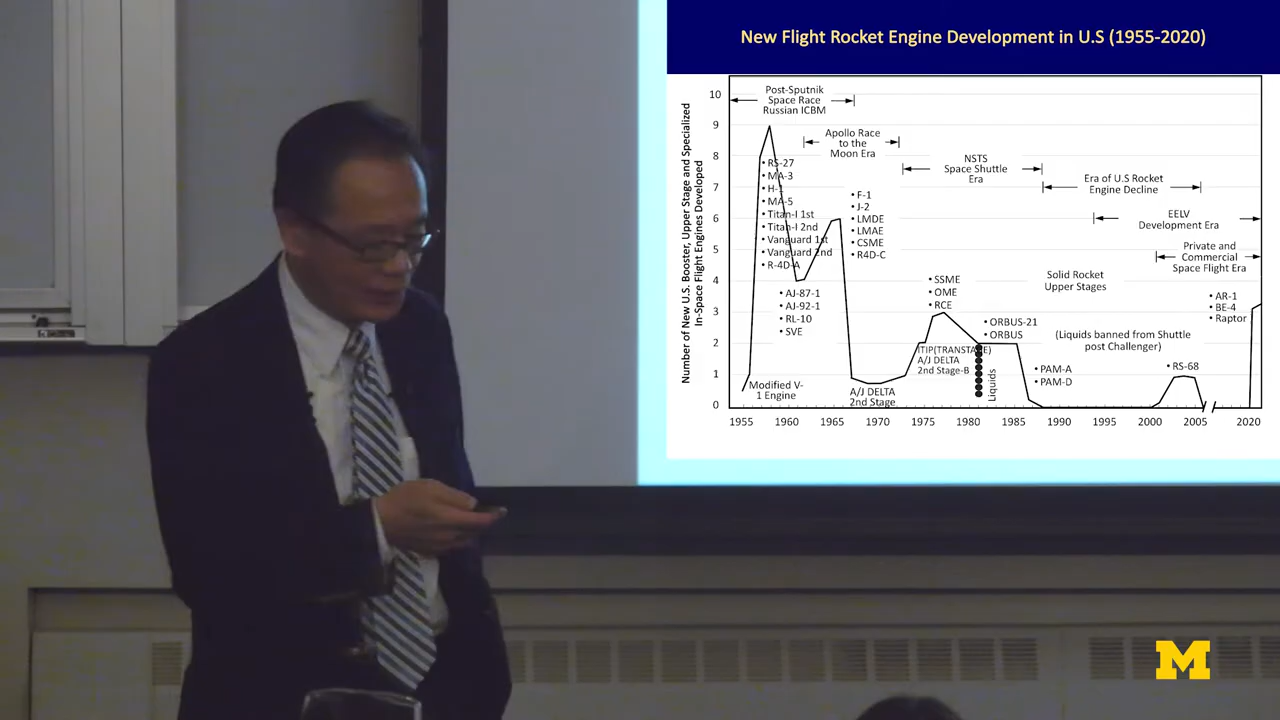 New Flight Rocket Engine Development in U.S (1955-2020)
Number of New U.S. Booster, Upper Stage and Specialized
In-Space Flight Engines Developed
10
9
8
7
6
5
4
3
2
1
0
Post-Sputnik
Space Race
Russian ICBM
Apollo Race
to the
Moon Era
NSTS
Space Shuttle
Era
Era of U.S Rocket
Engine Decline
EELV
Development Era
Private and
Commercial
Space Flight Era
• RS-27
• MA-3
• H-1
• MA-5
• Titan-I 1st
• Titan-I 2nd
• Vanguard 1st
• Vanguard 2nd
• R-4D-A
• AJ-87-1
• AJ-92-1
• RL-10
• SVE
• F-1
• J-2
• LMDE
• LMAE
• CSME
• R4D-C
Modified V-
1 Engine
A/J DELTA
2nd Stage
• SSME
• OME
• RCE
ITIP(TRANSTAGE)
A/J DELTA
2nd Stage-B
Liquids
• ORBUS-21
• ORBUS
Solid Rocket
Upper Stages
(Liquids banned from Shuttle
post Challenger)
• PAM-A
• PAM-D
• RS-68
• AR-1
• BE-4
• Raptor
1955 1960 1965 1970 1975 1980 1985 1990 1995 2000 2005 2020
M